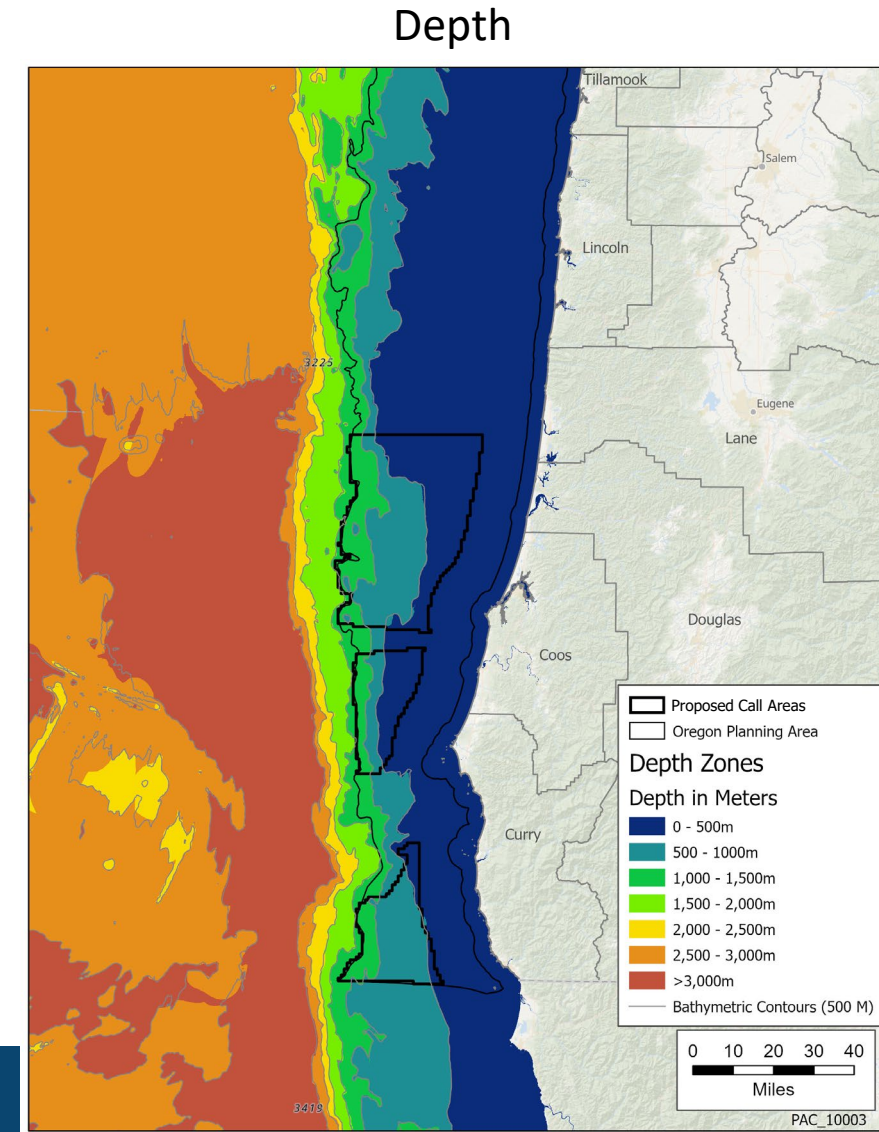 Depth
Tillamook
Salem
Lincoln
3225
Eugene
Lane
Douglas
Coos
Proposed Call Areas
Oregon Planning Area
Depth Zones
Depth in Meters
0 - 500m
500 - 1000m
1,000 - 1,500m
1,500 - 2,000m
2,000 - 2,500m
2,500 - 3,000m
>3,000m
Bathymetric Contours (500 M)
Curry
0 10 20 30 40
Miles
3419
PAC_10003